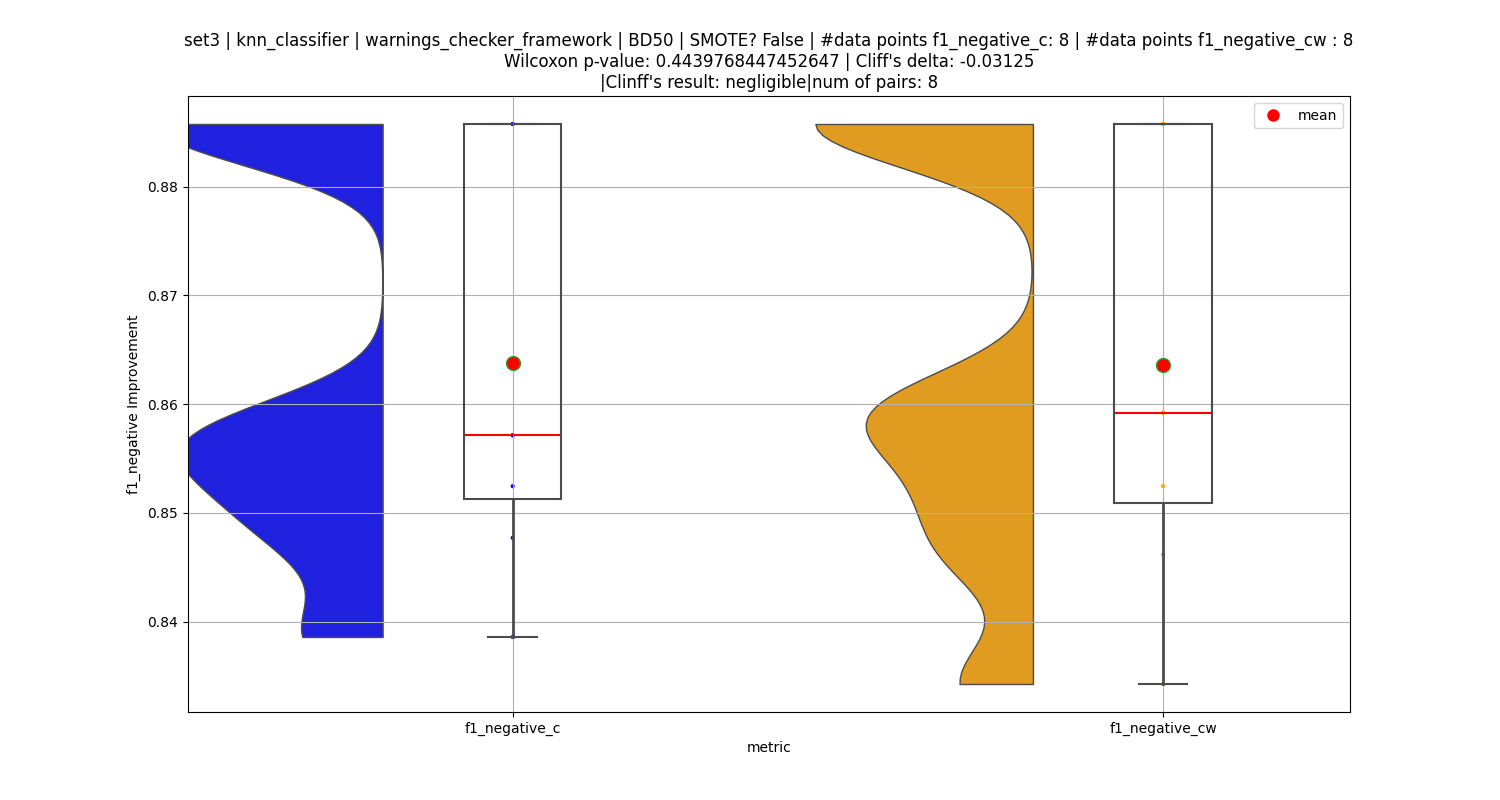 set3 | knn_classifier | warnings_checker_framework | BD50 | SMOTE? False | #data points f1_negative_c: 8 | #data points f1_negative_cw : 8
Wilcoxon p-value: 0.4439768447452647 | Cliff's delta: -0.03125
|Clinff's result: negligible|num of pairs: 8
mean
0.88
0.87
0.86
0.85
0.84
f1_negative Improvement
f1_negative_c
f1_negative_cw
metric